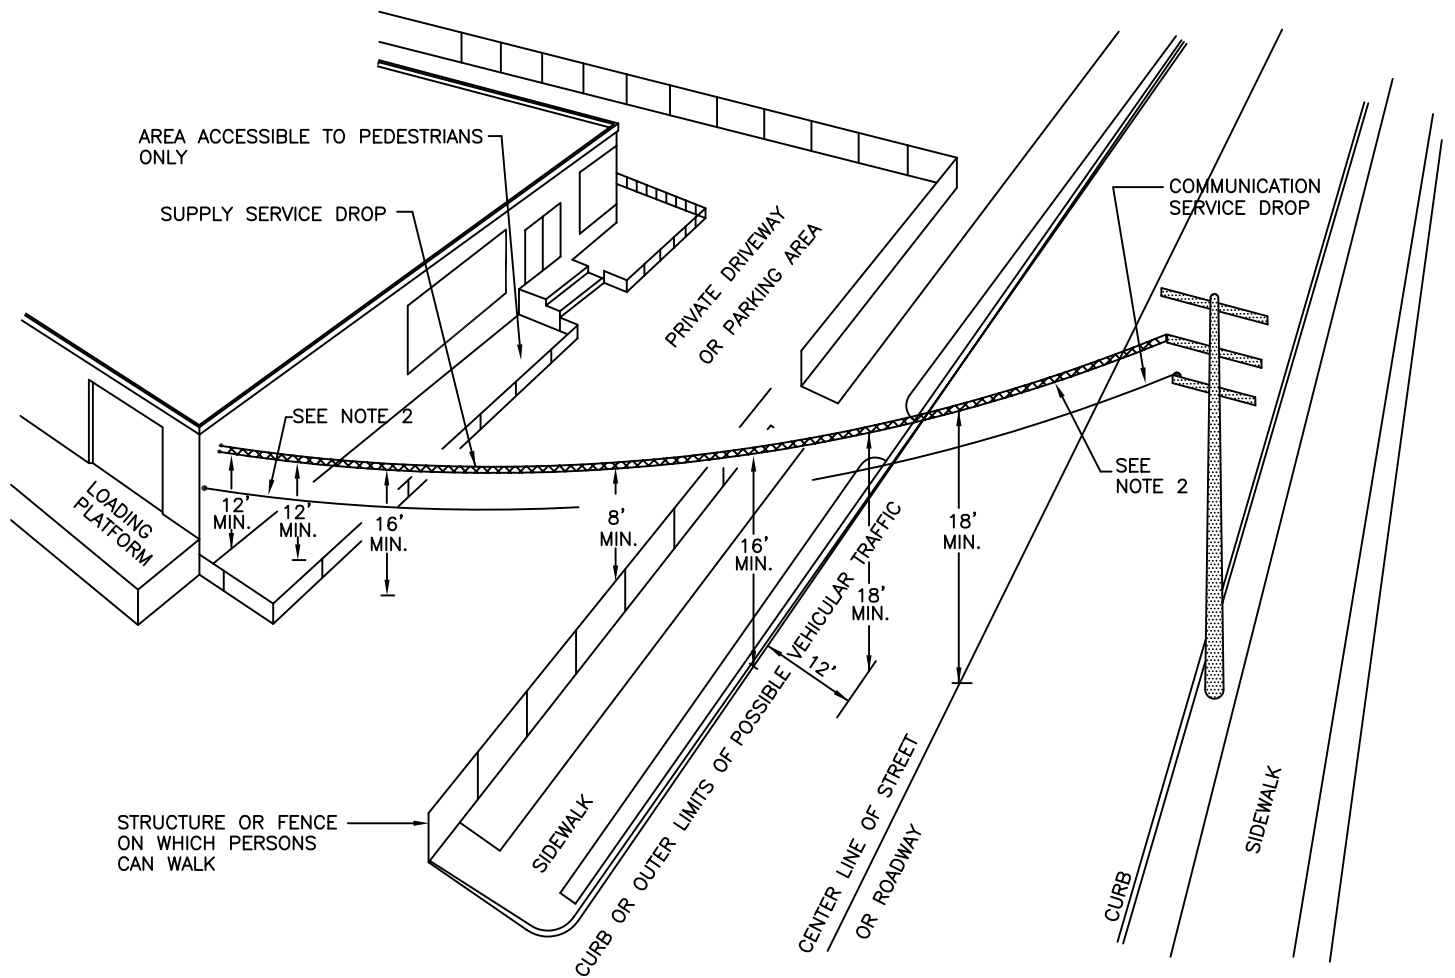 AREA ACCESSIBLE TO PEDESTRIANS
ONLY
SUPPLY SERVICE DROP
COMMUNICATION
SERVICE DROP
PRIVATE DRIVEWAY
OR PARKING AREA
SEE NOTE 2
SEE
NOTE 2
LOADING
PLATFORM
12'
MIN.
12'
MIN.
16'
MIN.
8'
MIN.
16'
MIN.
18'
MIN.
18'
MIN.
12'
STRUCTURE OR FENCE
ON WHICH PERSONS
CAN WALK
SIDEWALK
CURB OR OUTER LIMITS OF POSSIBLE VEHICULAR TRAFFIC
CENTER LINE OF STREET
OR ROADWAY
CURB
SIDEWALK